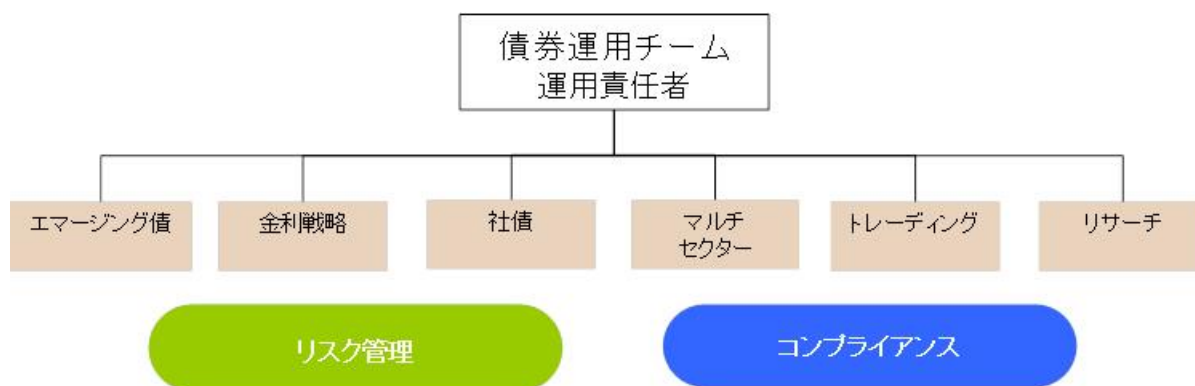 債券運用チーム
運用責任者
エマージング債
金利戦略
社債
マルチ
セクター
トレーディング
リサーチ
リスク管理
コンプライアンス